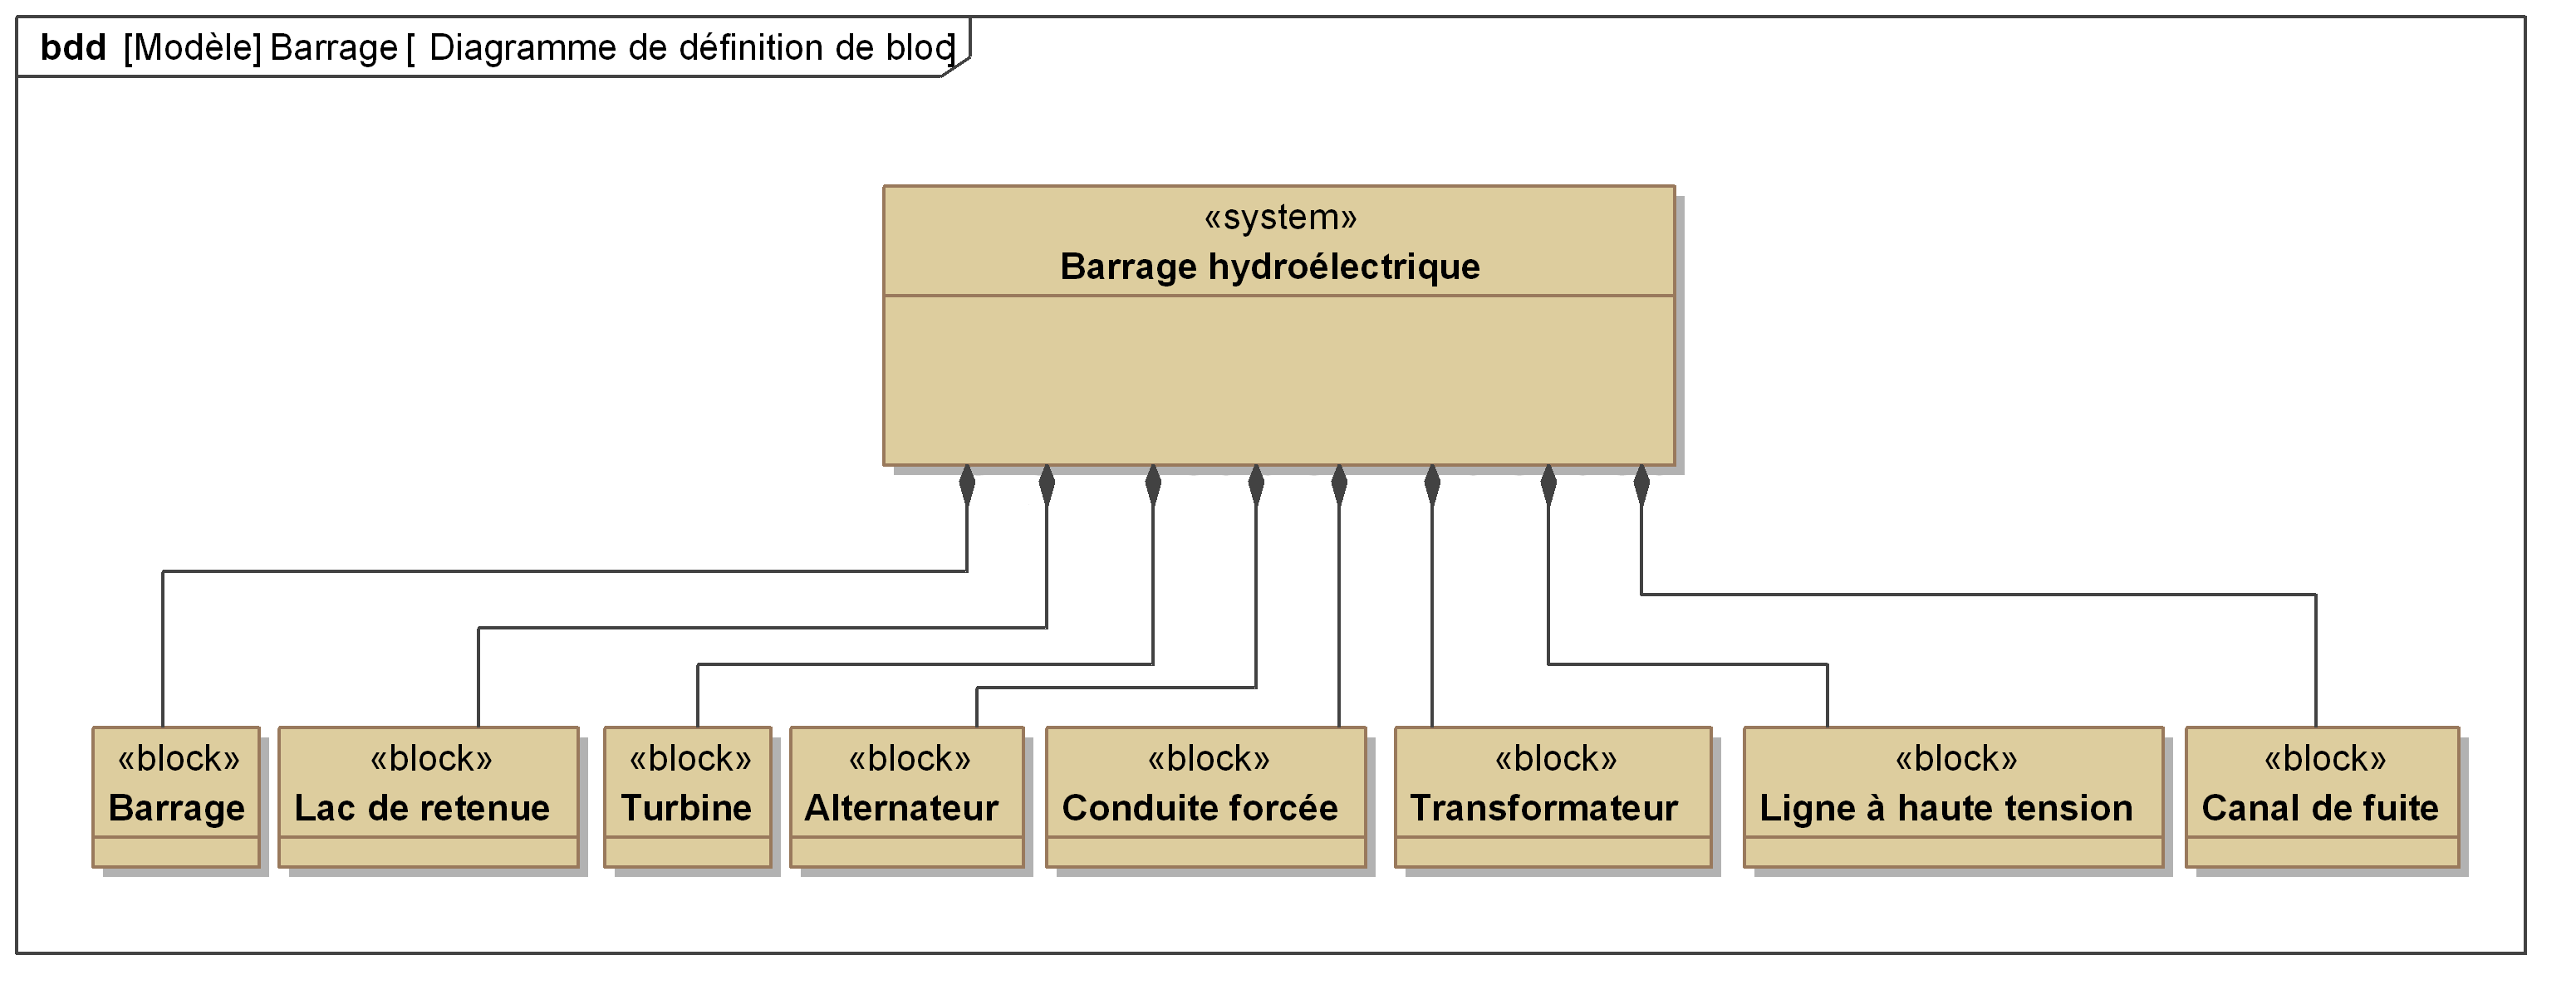 bdd [Modèle] Barrage [ Diagramme de définition de bloc]
«system»
Barrage hydroélectrique
«block»
Barrage
«block»
Lac de retenue
«block»
Turbine
«block»
Alternateur
«block»
Conduite forcée
«block»
Transformateur
«block»
Ligne à haute tension
«block»
Canal de fuite